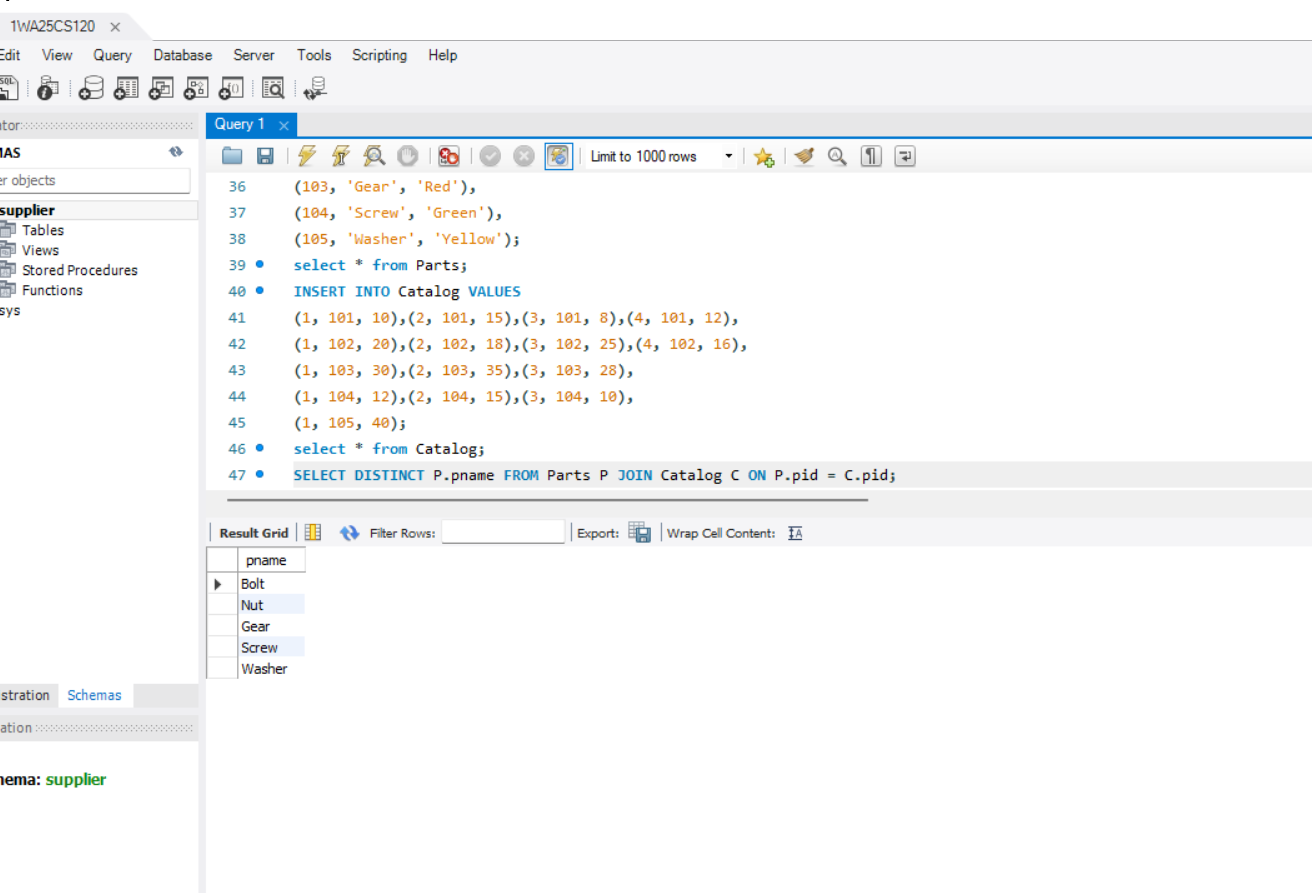 1WA25CS120 ×
Edit View Query Database Server Tools Scripting Help
Query 1 ×
Limit to 1000 rows
objects
supplier
Tables
Views
Stored Procedures
Functions
sys
36 (103, 'Gear', 'Red'),
37 (104, 'Screw', 'Green'),
38 (105, 'Washer', 'Yellow');
39 select * from Parts;
40 INSERT INTO Catalog VALUES
41 (1, 101, 10),(2, 101, 15),(3, 101, 8),(4, 101, 12),
42 (1, 102, 20),(2, 102, 18),(3, 102, 25),(4, 102, 16),
43 (1, 103, 30),(2, 103, 35),(3, 103, 28),
44 (1, 104, 12),(2, 104, 15),(3, 104, 10),
45 (1, 105, 40);
46 select * from Catalog;
47 SELECT DISTINCT P.pname FROM Parts P JOIN Catalog C ON P.pid = C.pid;
Result Grid Filter Rows: Export: Wrap Cell Content:
pname
Bolt
Nut
Gear
Screw
Washer
stration Schemas
ation
hema: supplier